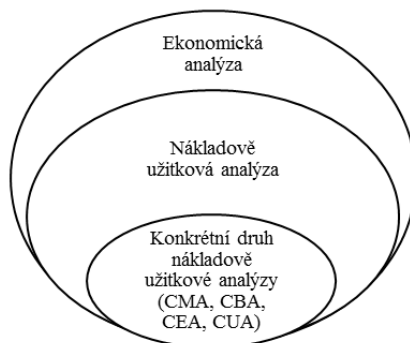 Ekonomická
analýza
Nákladově
užitková analýza
Konkrétní druh
nákladově
užitkové analýzy
(CMA, CBA,
CEA, CUA)